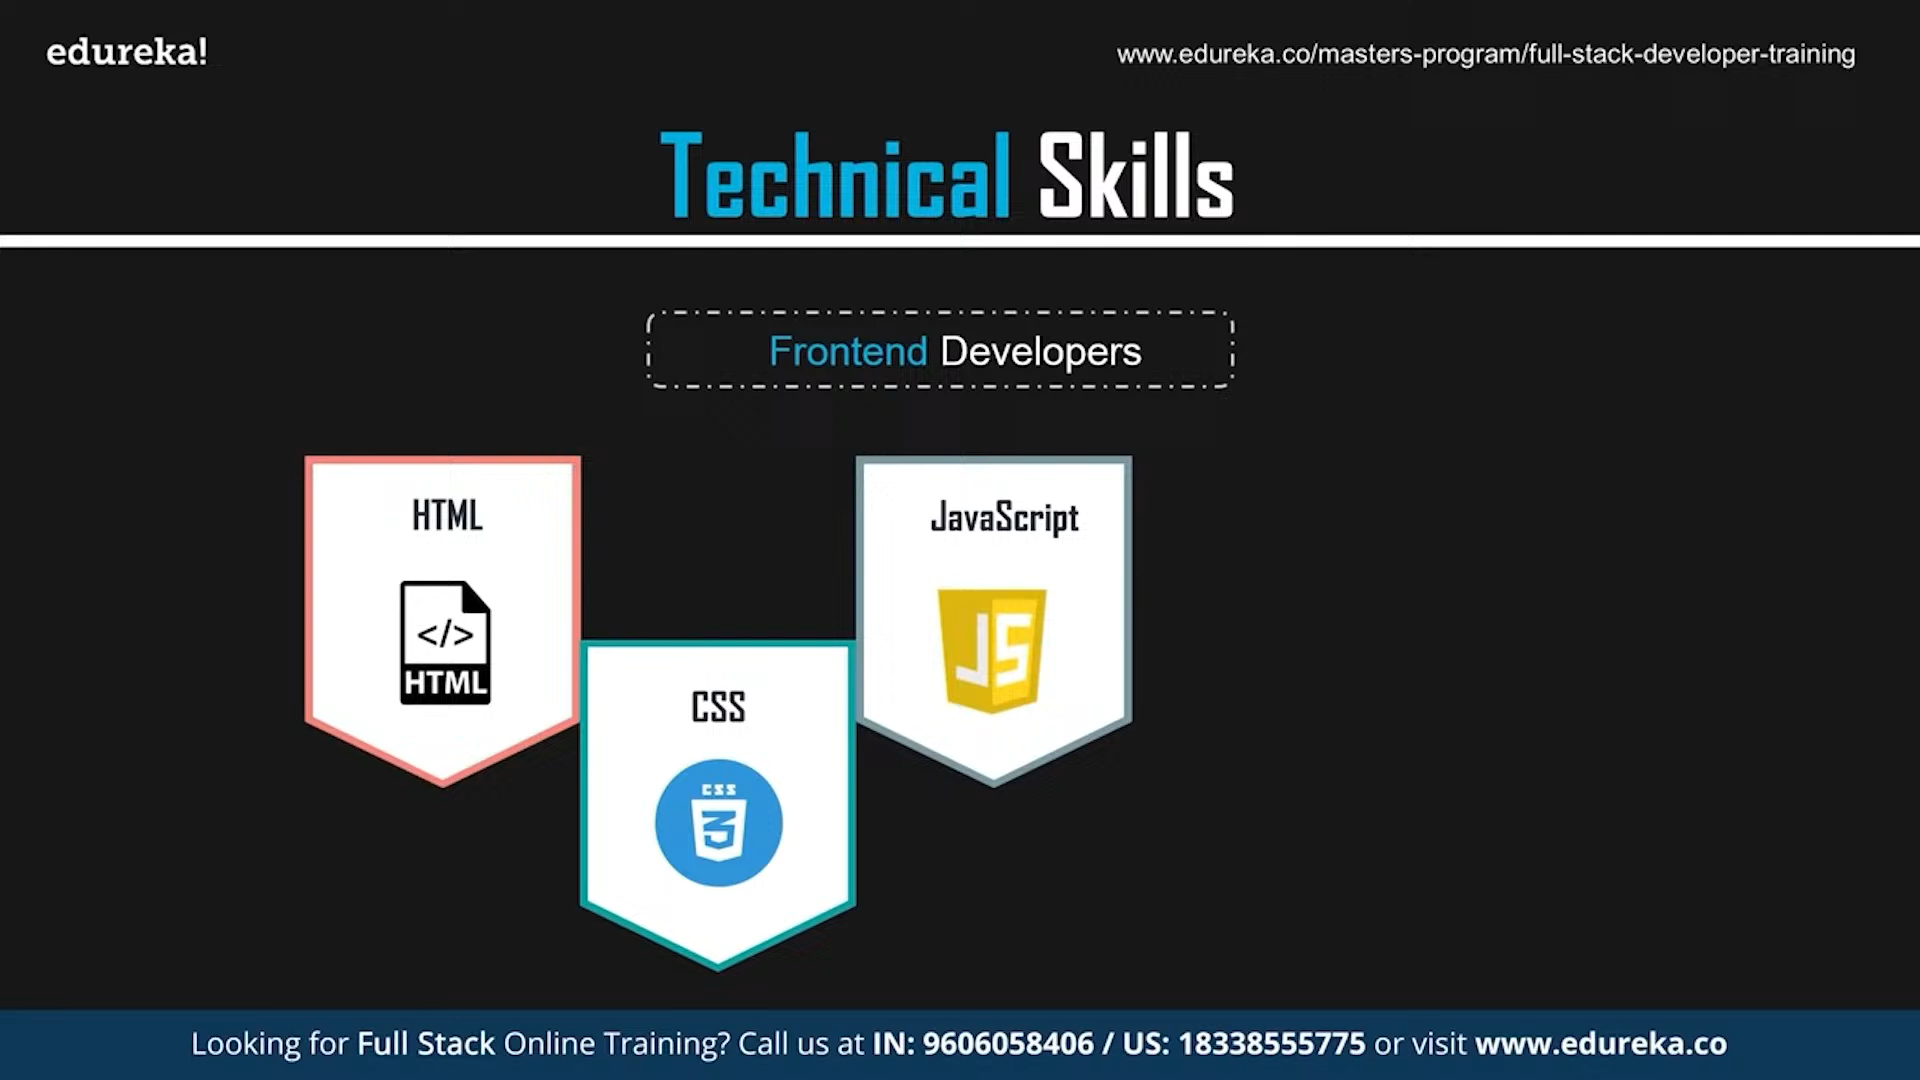 edureka!
www.edureka.co/masters-program/full-stack-developer-training
Technical Skills
Frontend Developers
HTML
</>
HTML
CSS
CSS
3
JavaScript
JS
Looking for Full Stack Online Training? Call us at IN: 9606058406 / US: 18338555775 or visit www.edureka.co